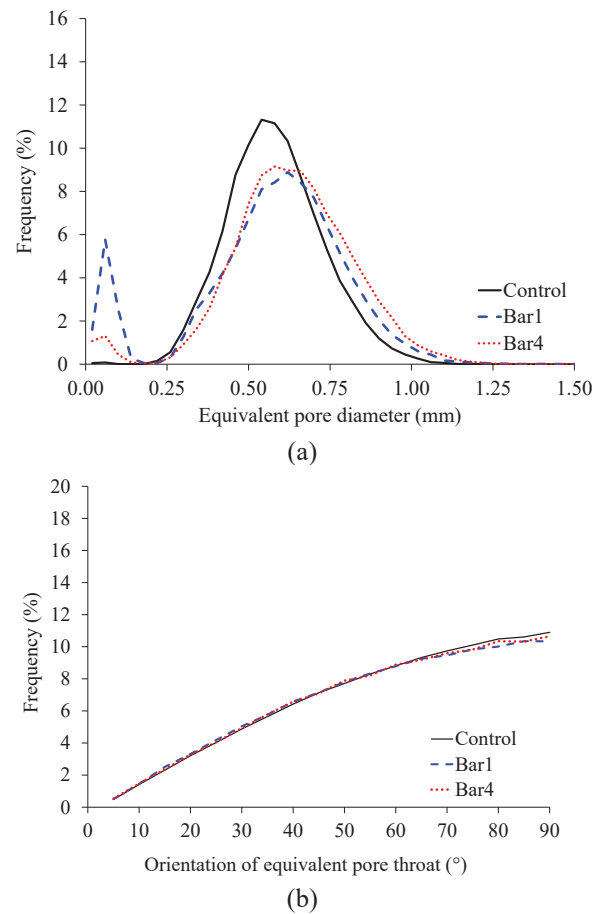 16
14
12
10
8
6
4
2
0
Frequency (%)
Control
Bar1
Bar4
0.00 0.25 0.50 0.75 1.00 1.25 1.50
Equivalent pore diameter (mm)
(a)
20
18
16
14
12
10
8
6
4
2
0
Frequency (%)
Control
Bar1
Bar4
0 10 20 30 40 50 60 70 80 90
Orientation of equivalent pore throat (°)
(b)